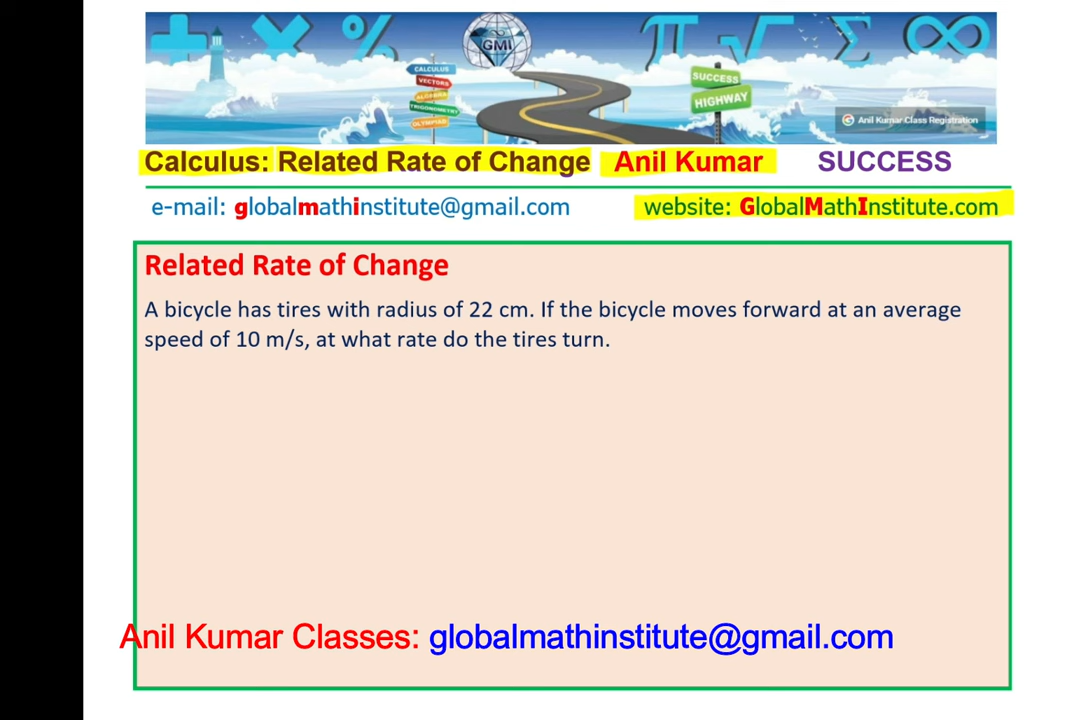 GMI
CALCULUS
VECTORS
ALGEBRA
TRIGONOMETRY
OLYMPIAD
SUCCESS
HIGHWAY
Anil Kumar Class Registration
Calculus: Related Rate of Change Anil Kumar SUCCESS
e-mail: globalmathinstitute@gmail.com website: GlobalMathInstitute.com
Related Rate of Change
A bicycle has tires with radius of 22 cm. If the bicycle moves forward at an average
speed of 10 m/s, at what rate do the tires turn.
Anil Kumar Classes: globalmathinstitute@gmail.com